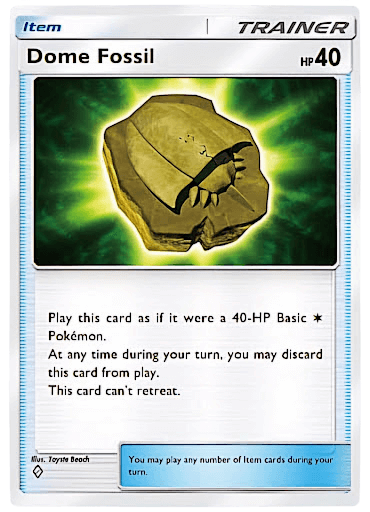 Item
TRAINER
Dome Fossil
HP40
Play this card as if it were a 40-HP Basic ✶
Pokémon.
At any time during your turn, you may discard
this card from play.
This card can't retreat.
Illus. Toyste Beach
You may play any number of Item cards during your
turn.